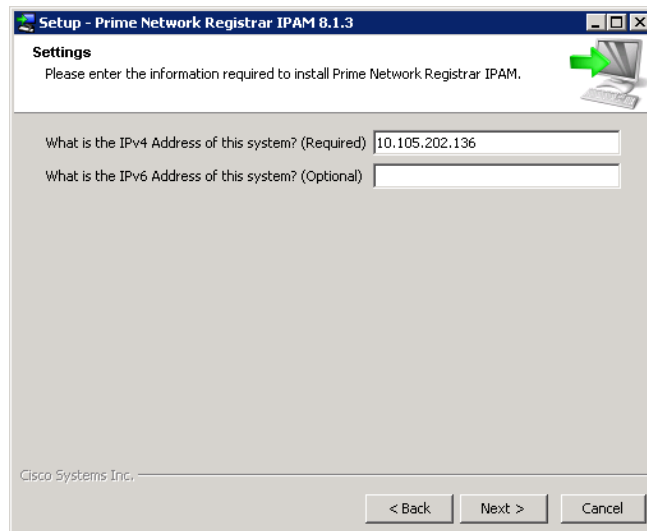 Setup - Prime Network Registrar IPAM 8.1.3
Settings
Please enter the information required to install Prime Network Registrar IPAM.
What is the IPv4 Address of this system? (Required) 10.105.202.136
What is the IPv6 Address of this system? (Optional)
Cisco Systems Inc.
< Back Next > Cancel